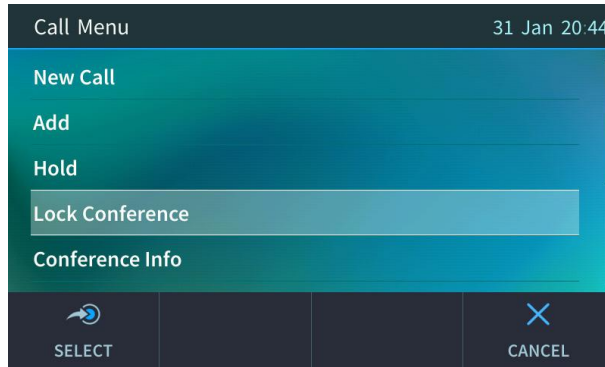 Call Menu 31 Jan 20:44
New Call
Add
Hold
Lock Conference
Conference Info
SELECT CANCEL